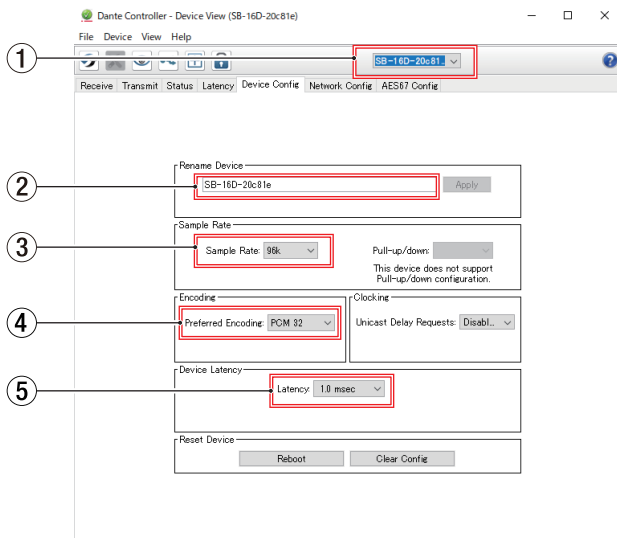 Dante Controller - Device View (SB-16D-20c81e)
File Device View Help
① SB-16D-20c81..
Receive Transmit Status Latency Device Config Network Config AES67 Config
Rename Device
② SB-16D-20c81e Apply
Sample Rate
③ Sample Rate: 96k Pull-up/down:
This device does not support
Pull-up/down configuration.
Encoding Clocking
④ Preferred Encoding: PCM 32 Unicast Delay Requests: Disabl...
Device Latency
⑤ Latency: 1.0 msec
Reset Device
Reboot Clear Config